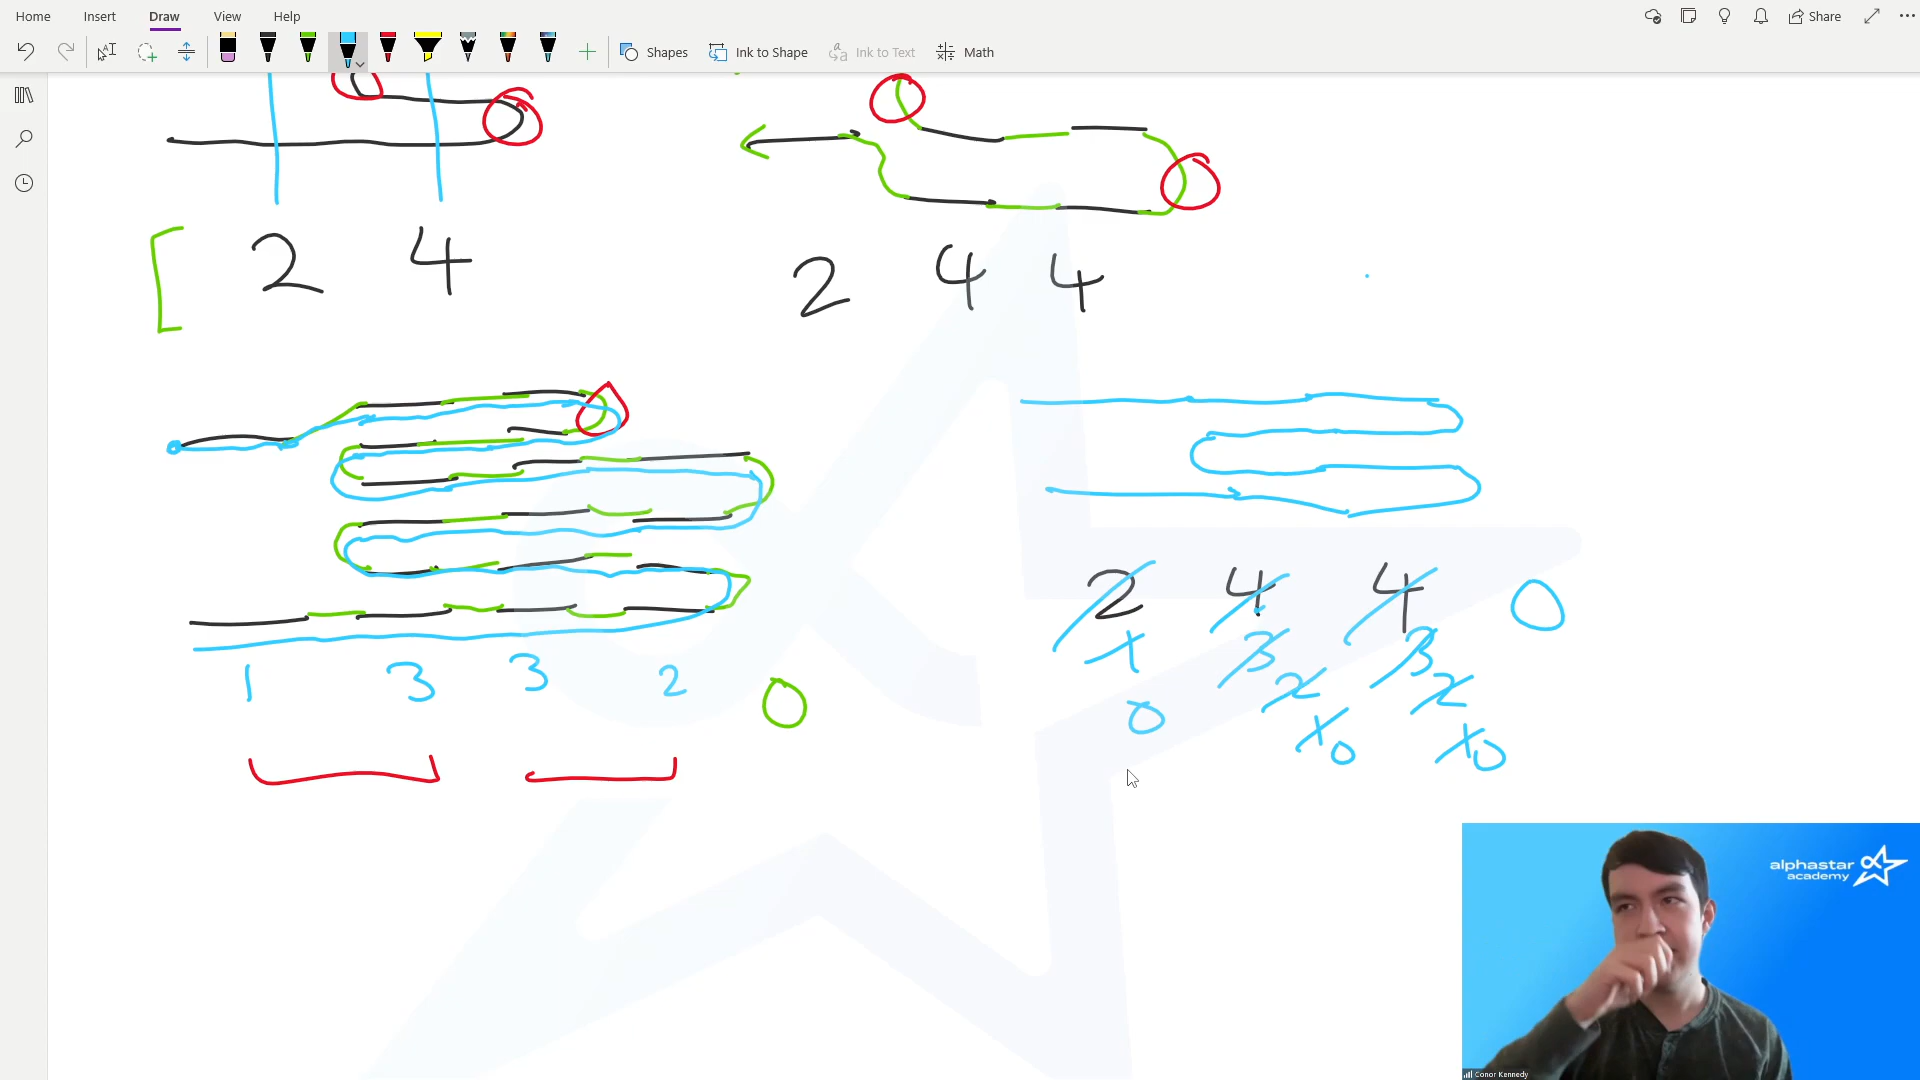 Home Insert Draw View Help
Share
Shapes Ink to Shape Ink to Text Math
2 4
2 4 4
2 4 4 0
1 3 3
0 2 2
1 0 1 0
1 3 3 2 0
alphastar
academy
Conor Kennedy